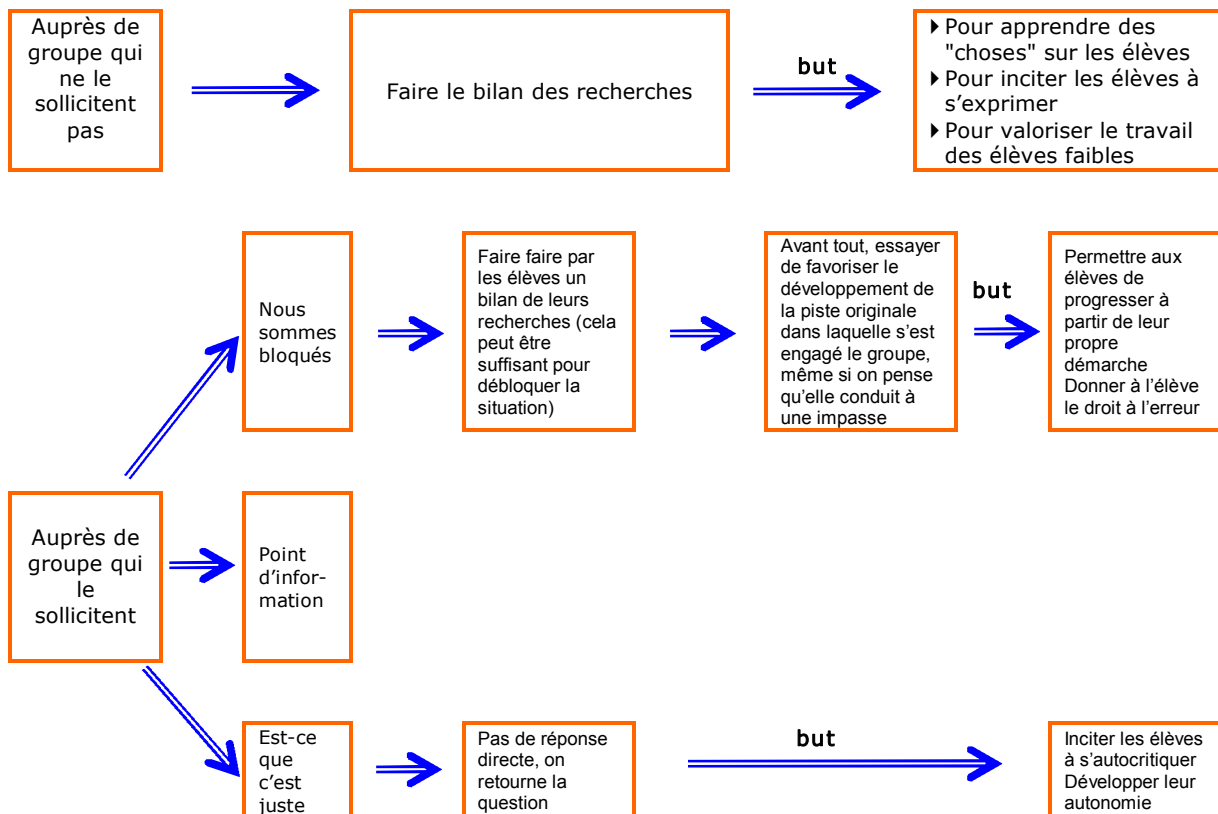 Auprès de
groupe qui
ne le
sollicitent
pas
Faire le bilan des recherches
but
Pour apprendre des
"choses" sur les élèves
Pour inciter les élèves à
s'exprimer
Pour valoriser le travail
des élèves faibles
Nous
sommes
bloqués
Faire faire par
les élèves un
bilan de leurs
recherches (cela
peut être
suffisant pour
débloquer la
situation)
Avant tout, essayer
de favoriser le
développement de
la piste originale
dans laquelle s'est
engagé le groupe,
même si on pense
qu'elle conduit à
une impasse
but
Permettre aux
élèves de
progresser à
partir de leur
propre
démarche
Donner à l'élève
le droit à l'erreur
Auprès de
groupe qui
le
sollicitent
Point
d'infor-
mation
Est-ce
que
c'est
juste
Pas de réponse
directe, on
retourne la
question
but
Inciter les élèves
à s'autocritiquer
Développer leur
autonomie